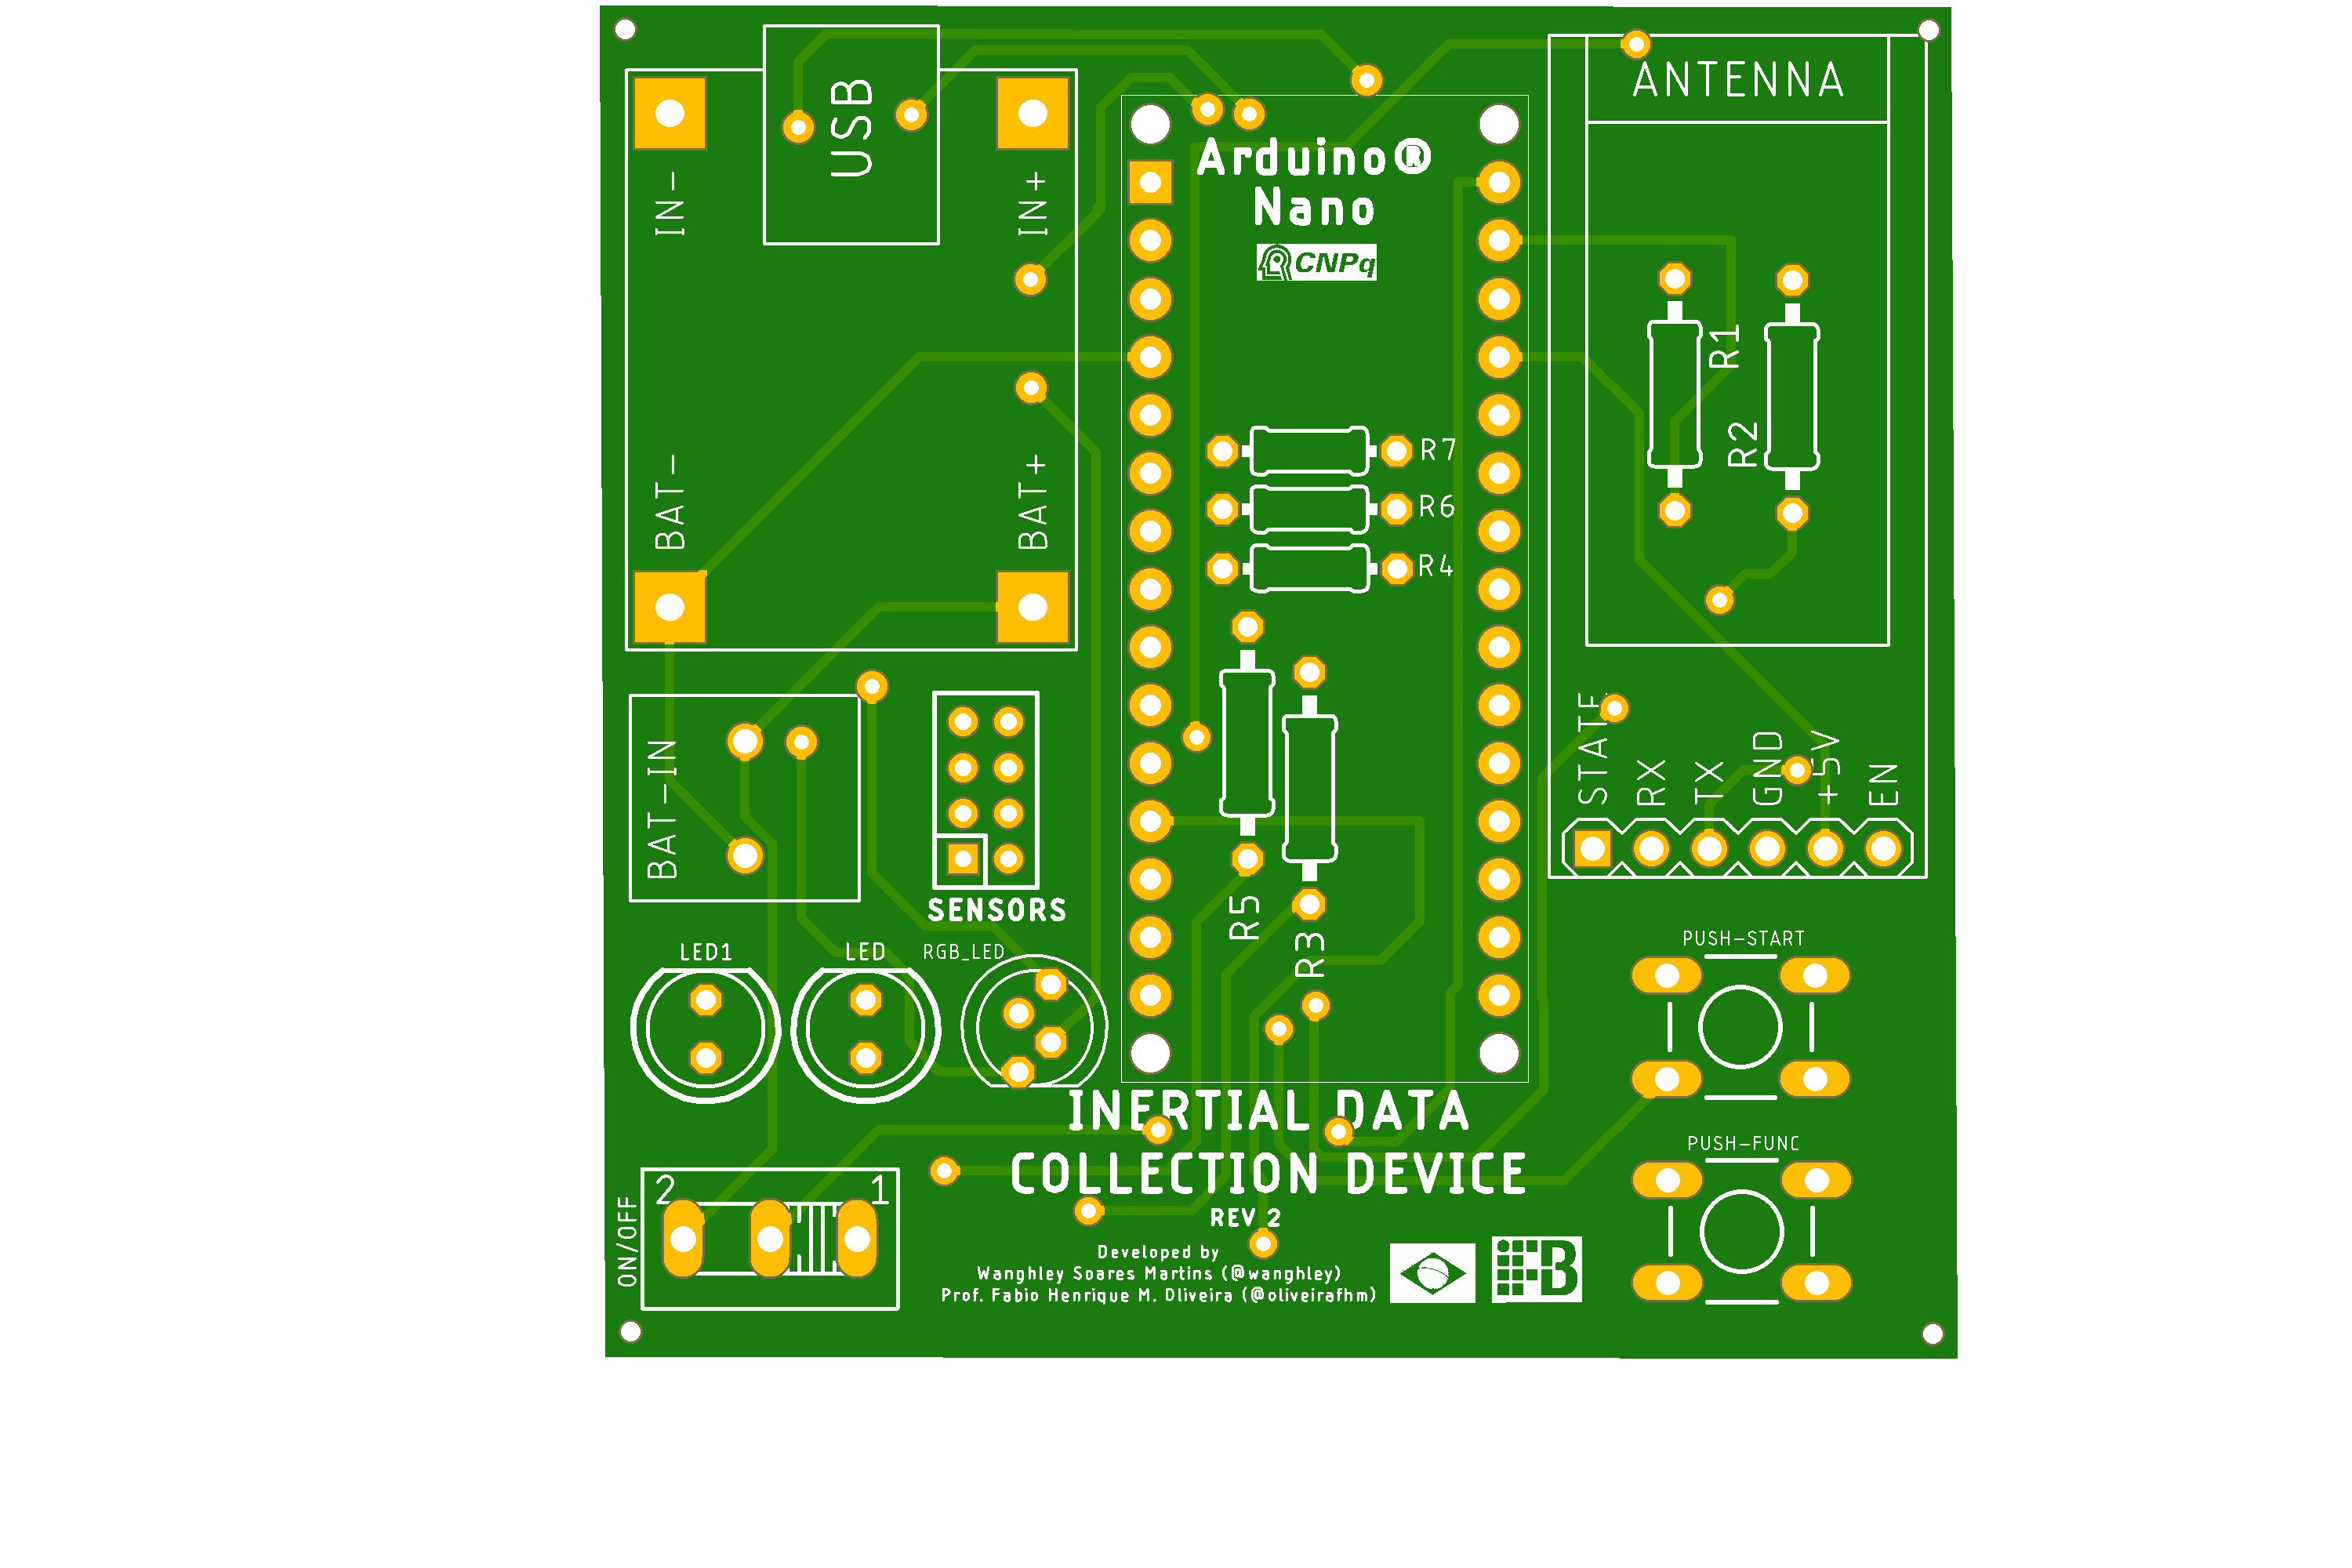 USB
IN-
IN+
BAT-
BAT+
Arduino®
Nano
CNPq
ANTENNA
R1
R2
R7
R6
R4
R5
R3
STATE
RX
TX
GND
+5V
EN
BAT-IN
SENSORS
LED1
LED
RGB_LED
PUSH-START
PUSH-FUNC
INERTIAL DATA
COLLECTION DEVICE
REV 2
Developed by
Wanghley Soares Martins (@wanghley)
Prof. Fabio Henrique M. Oliveira (@oliveirafhm)
ON/OFF
2
1
B